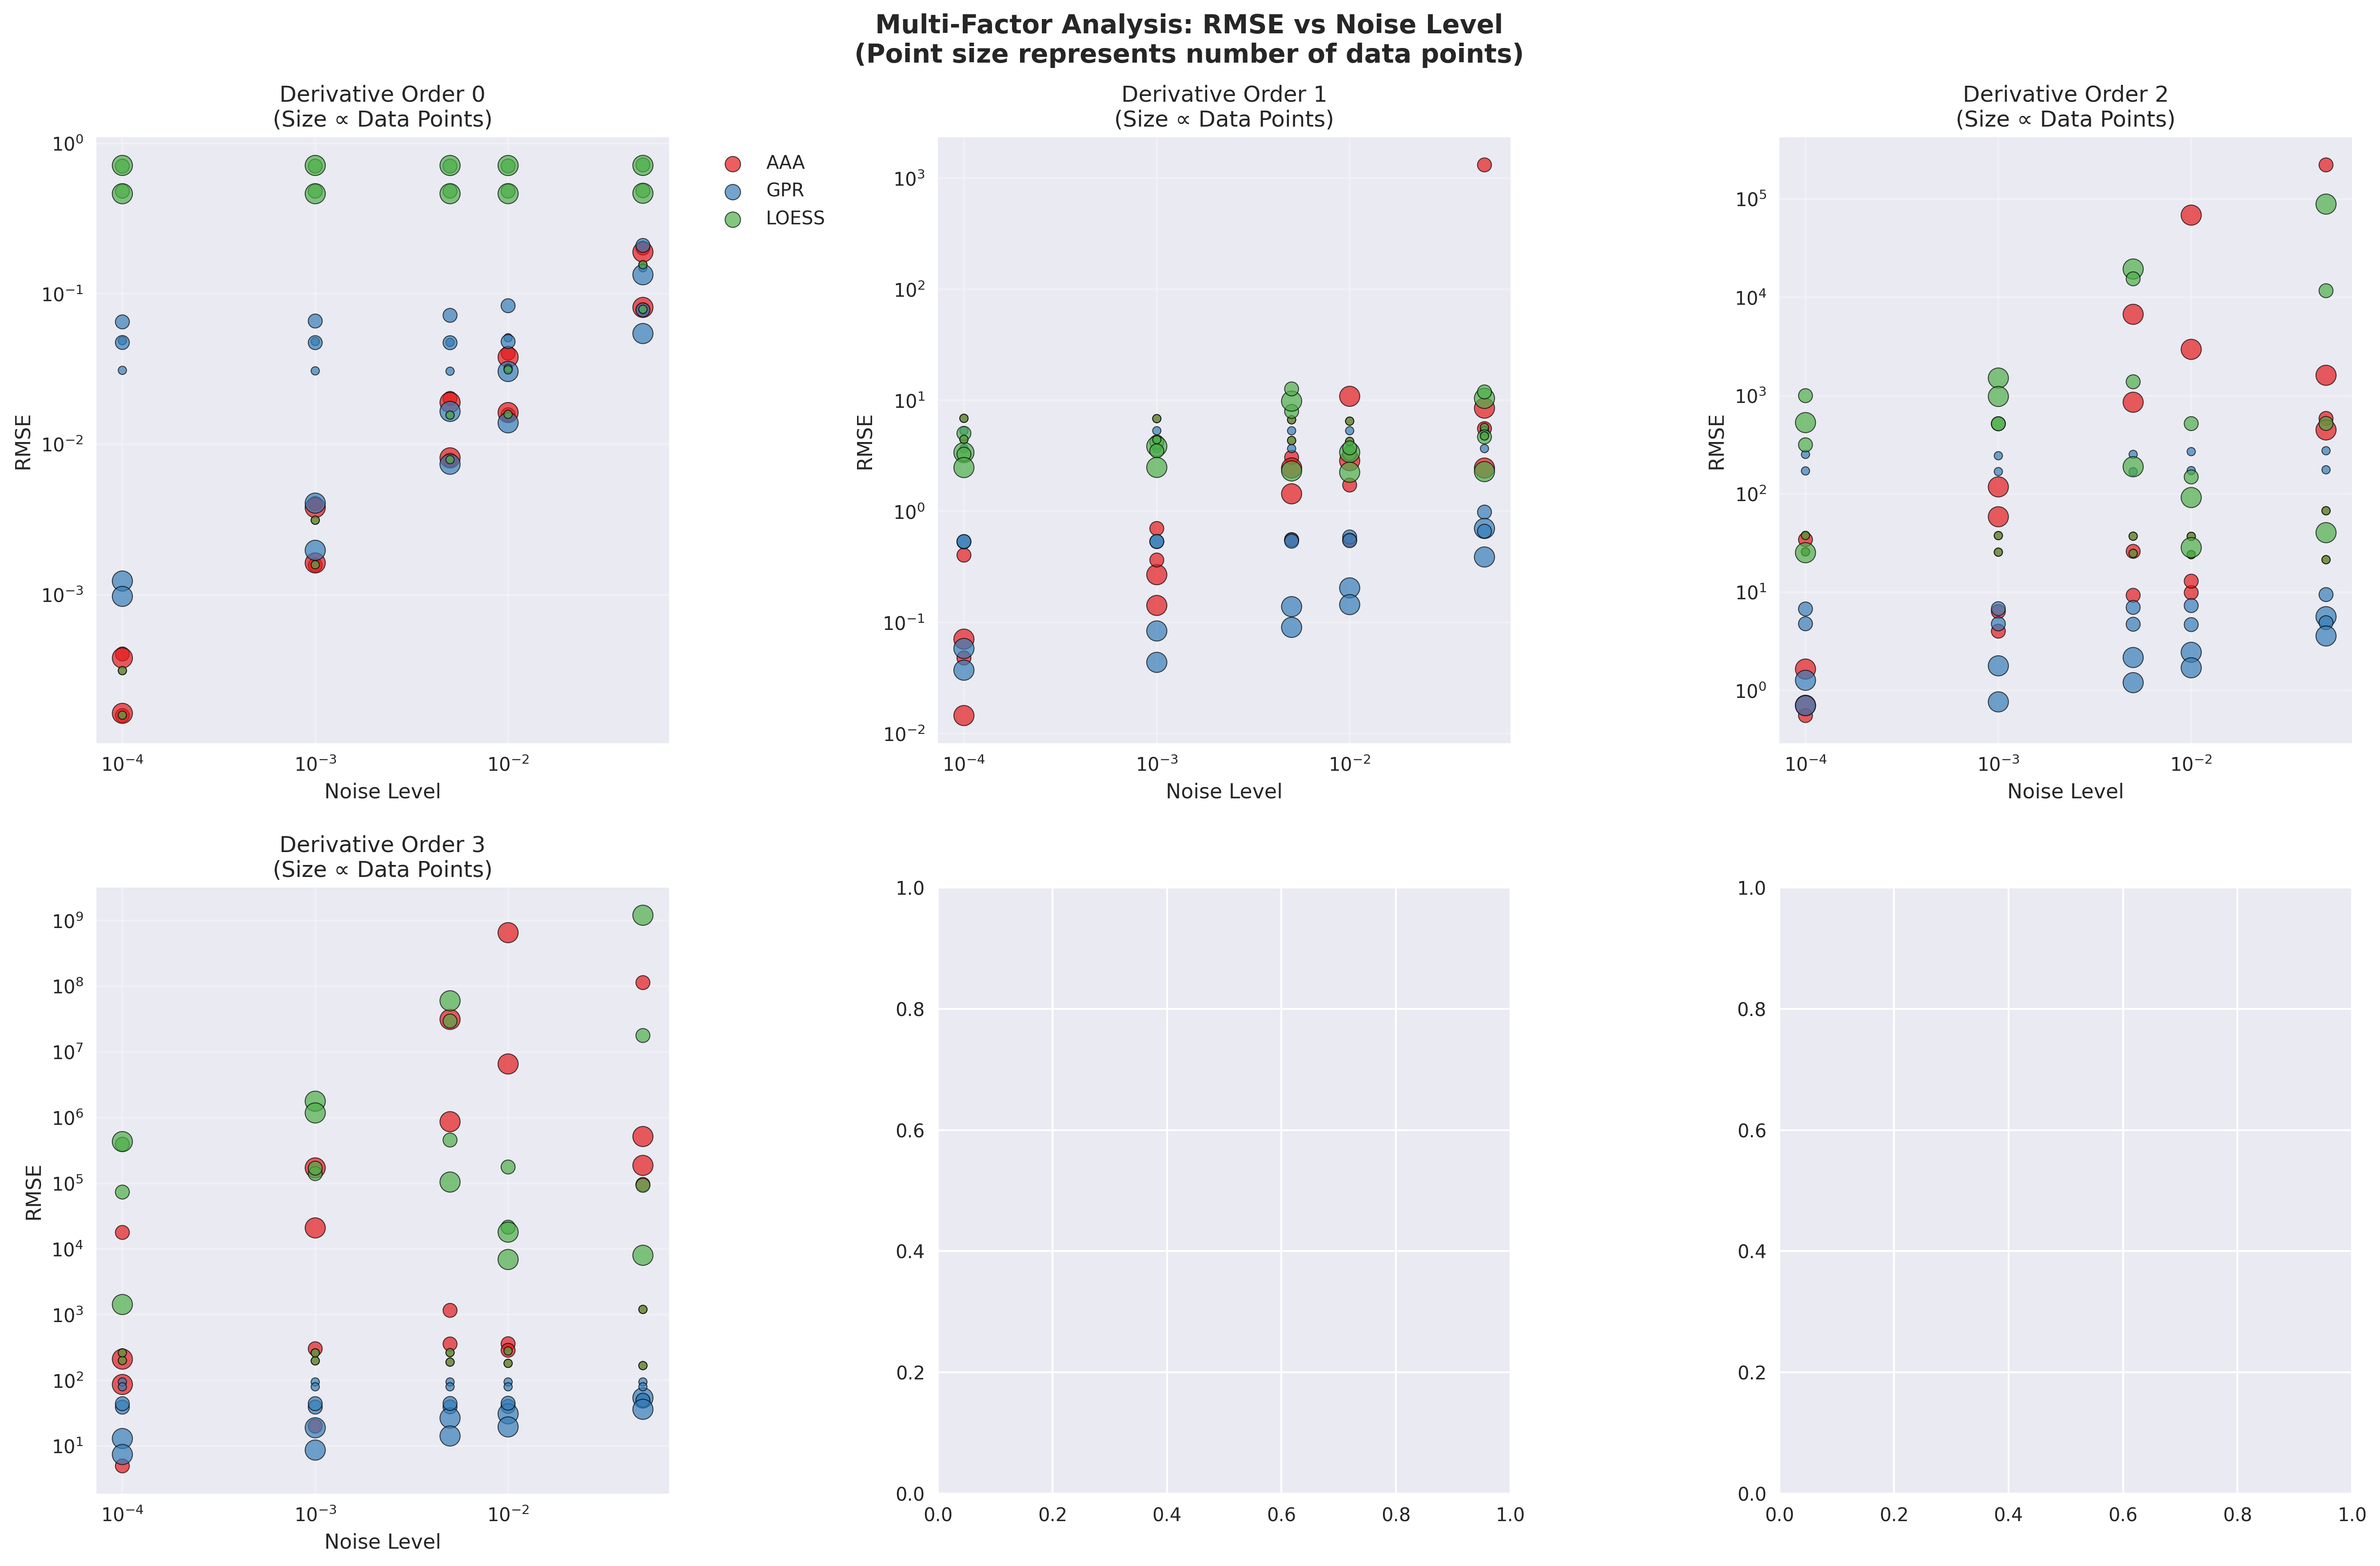 Multi-Factor Analysis: RMSE vs Noise Level
(Point size represents number of data points)
Derivative Order 0
(Size ∝ Data Points)
10⁰
10⁻¹
10⁻²
10⁻³
RMSE
10⁻⁴
10⁻³
10⁻²
Noise Level
AAA
GPR
LOESS
Derivative Order 1
(Size ∝ Data Points)
10³
10²
10¹
10⁰
10⁻¹
10⁻²
RMSE
10⁻⁴
10⁻³
10⁻²
Noise Level
Derivative Order 2
(Size ∝ Data Points)
10⁵
10⁴
10³
10²
10¹
10⁰
RMSE
10⁻⁴
10⁻³
10⁻²
Noise Level
Derivative Order 3
(Size ∝ Data Points)
10⁹
10⁸
10⁷
10⁶
10⁵
10⁴
10³
10²
10¹
RMSE
10⁻⁴
10⁻³
10⁻²
Noise Level
1.0
0.8
0.6
0.4
0.2
0.0
0.0
0.2
0.4
0.6
0.8
1.0
1.0
0.8
0.6
0.4
0.2
0.0
0.0
0.2
0.4
0.6
0.8
1.0